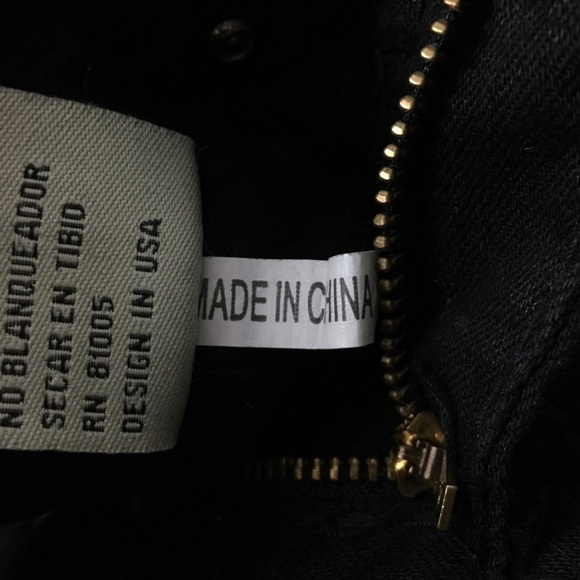 NO BLANQUEADOR
SECAR EN TIBIO
RN 81005
DESIGN IN USA
MADE IN CHINA